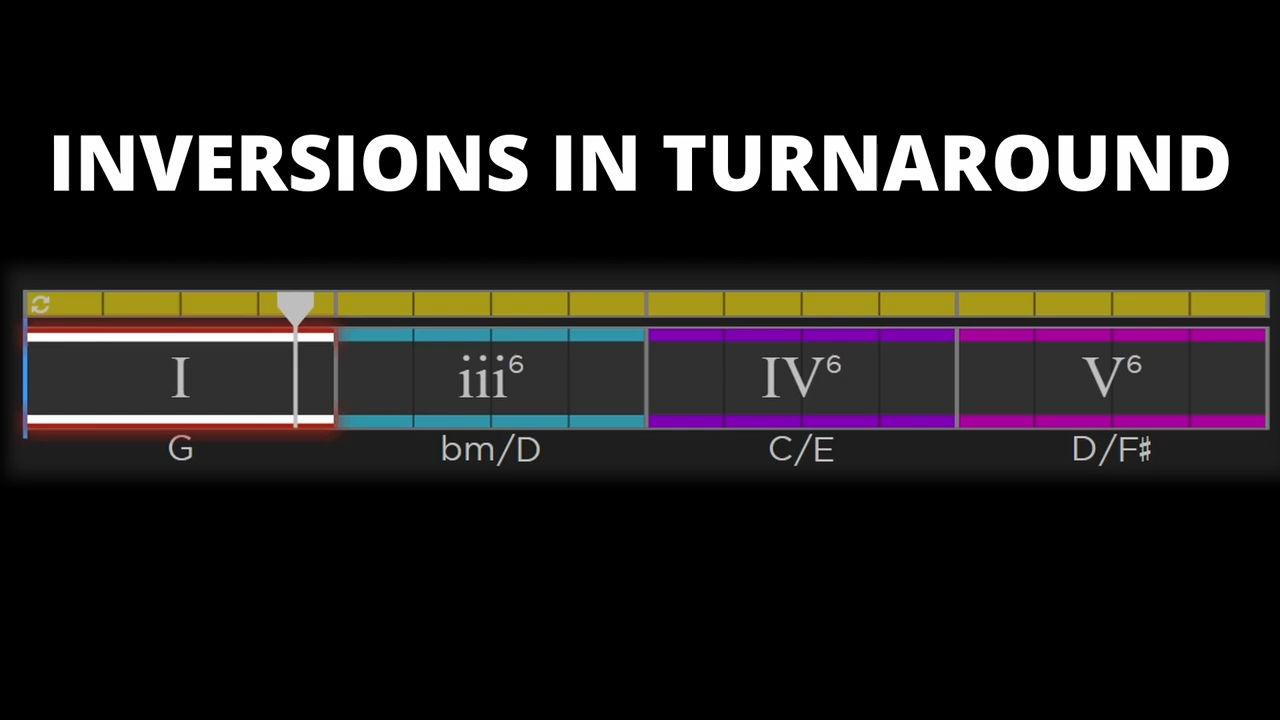 INVERSIONS IN TURNAROUND
I iii⁶ IV⁶ V⁶
G bm/D C/E D/F♯